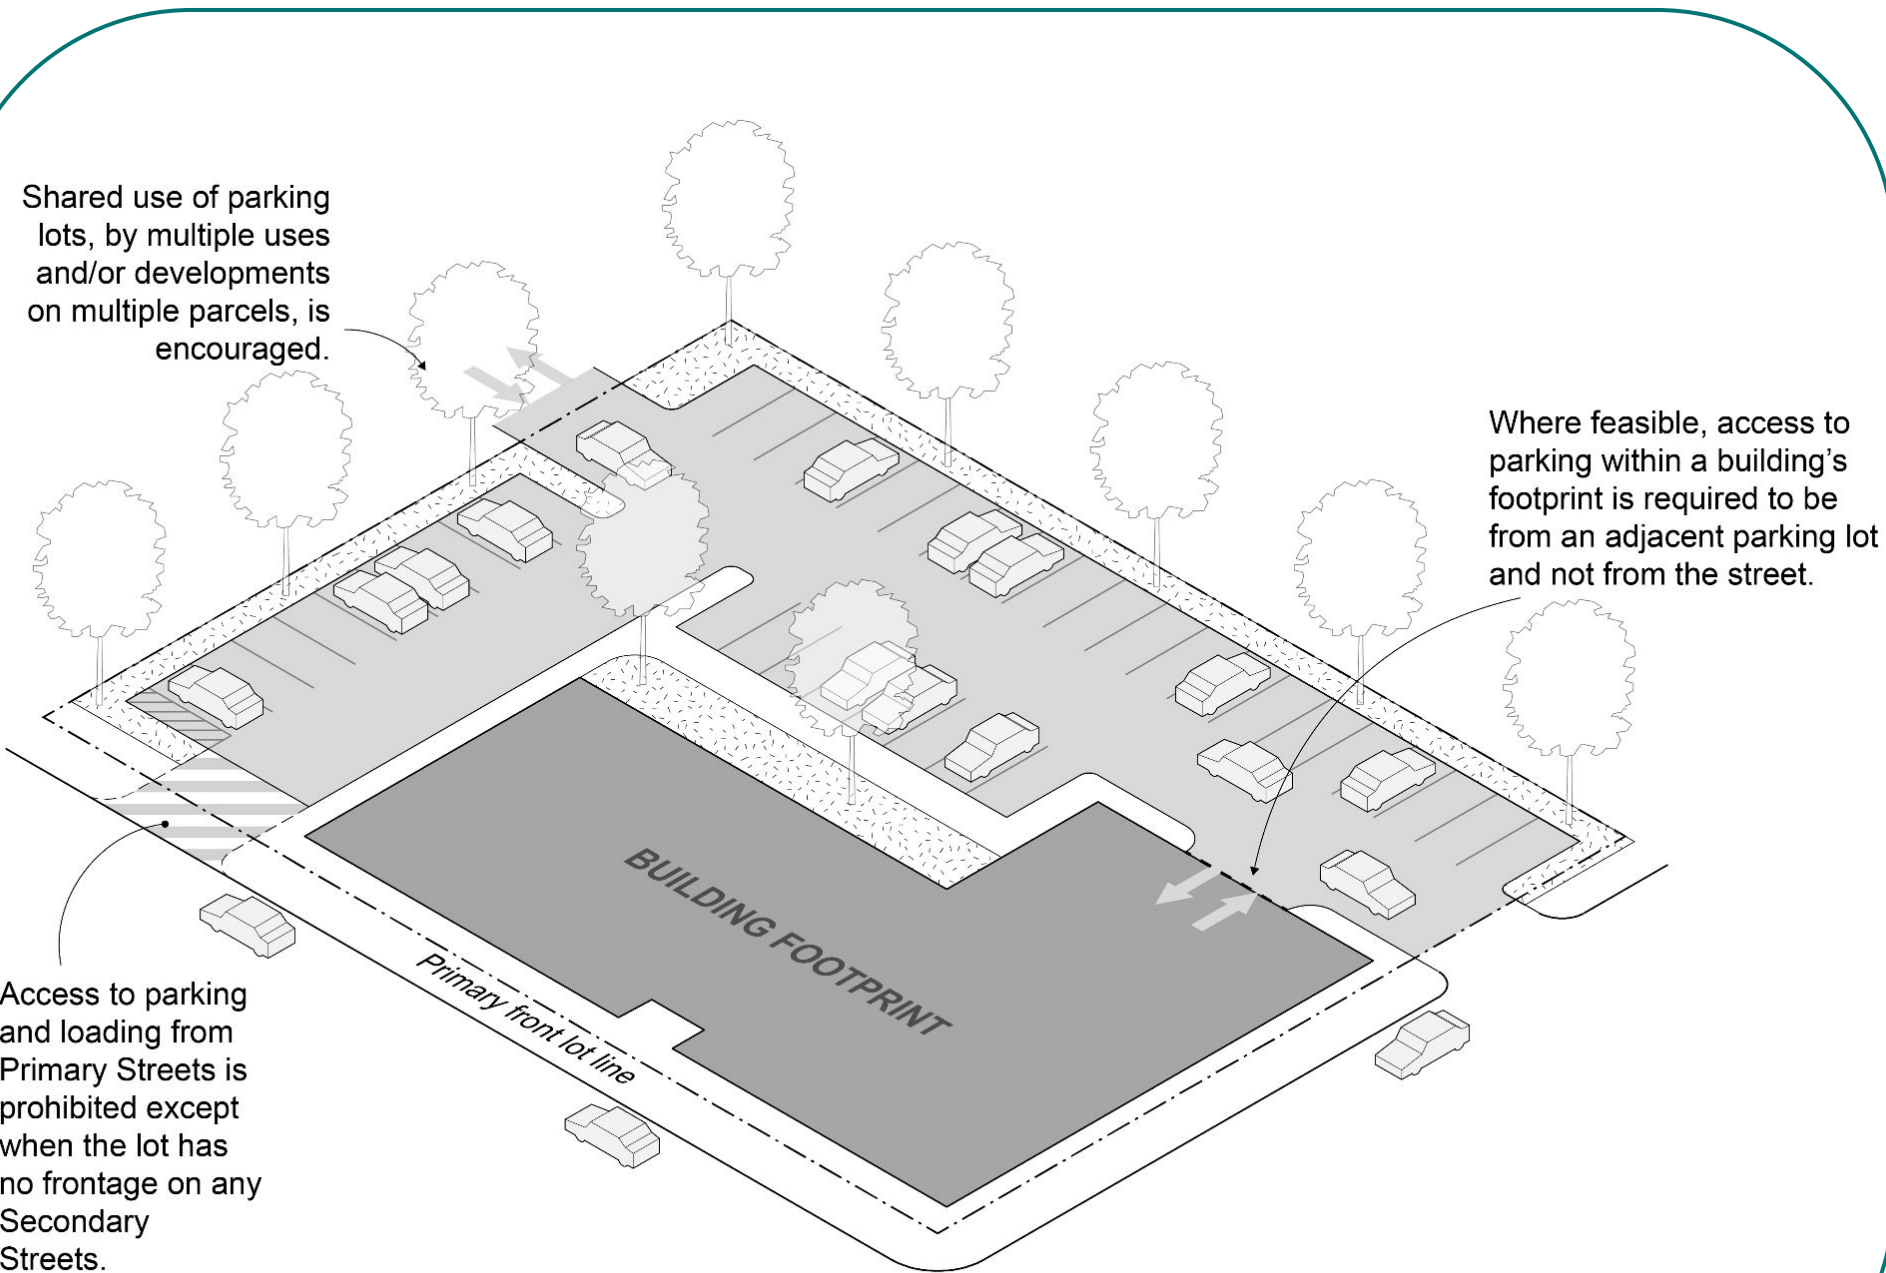 Shared use of parking
lots, by multiple uses
and/or developments
on multiple parcels, is
encouraged.
Where feasible, access to
parking within a building’s
footprint is required to be
from an adjacent parking lot
and not from the street.
BUILDING FOOTPRINT
Primary front lot line
Access to parking
and loading from
Primary Streets is
prohibited except
when the lot has
no frontage on any
Secondary
Streets.